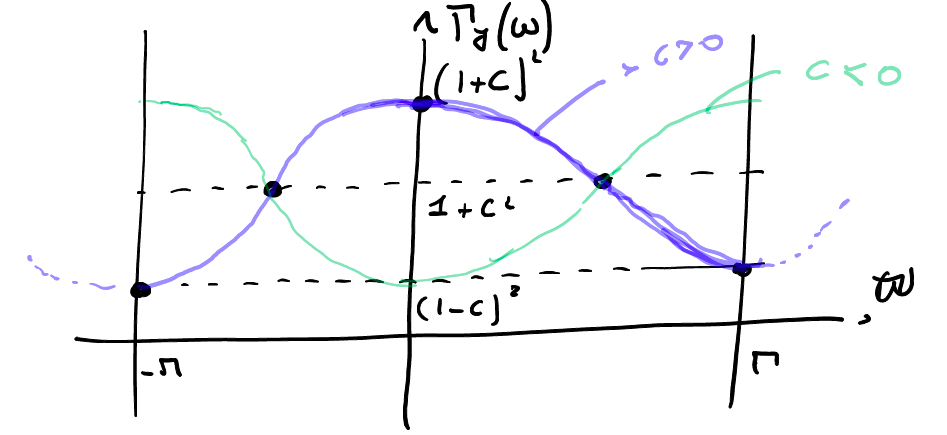 Γy(ω)
(1+C)²
c>0
C<0
1+C²
(1-C)²
ω
-π
π